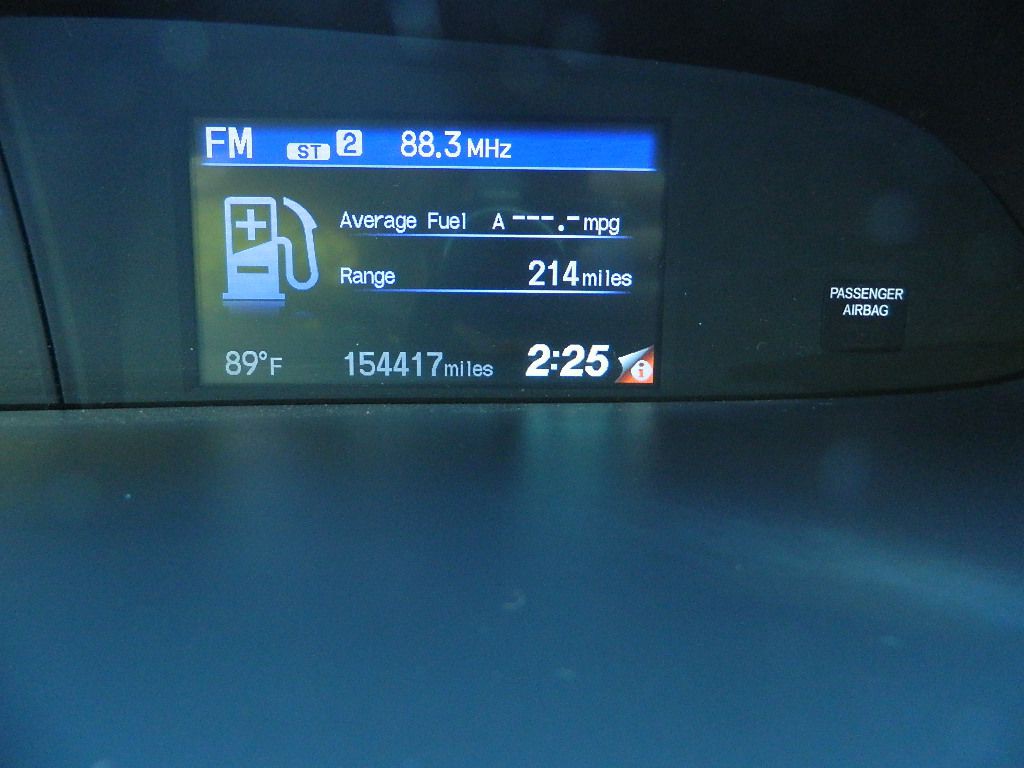 FM ST 2 88.3 MHz
Average Fuel A ---.- mpg
Range 214 miles
PASSENGER
AIRBAG
89°F 154417 miles 2:25 i